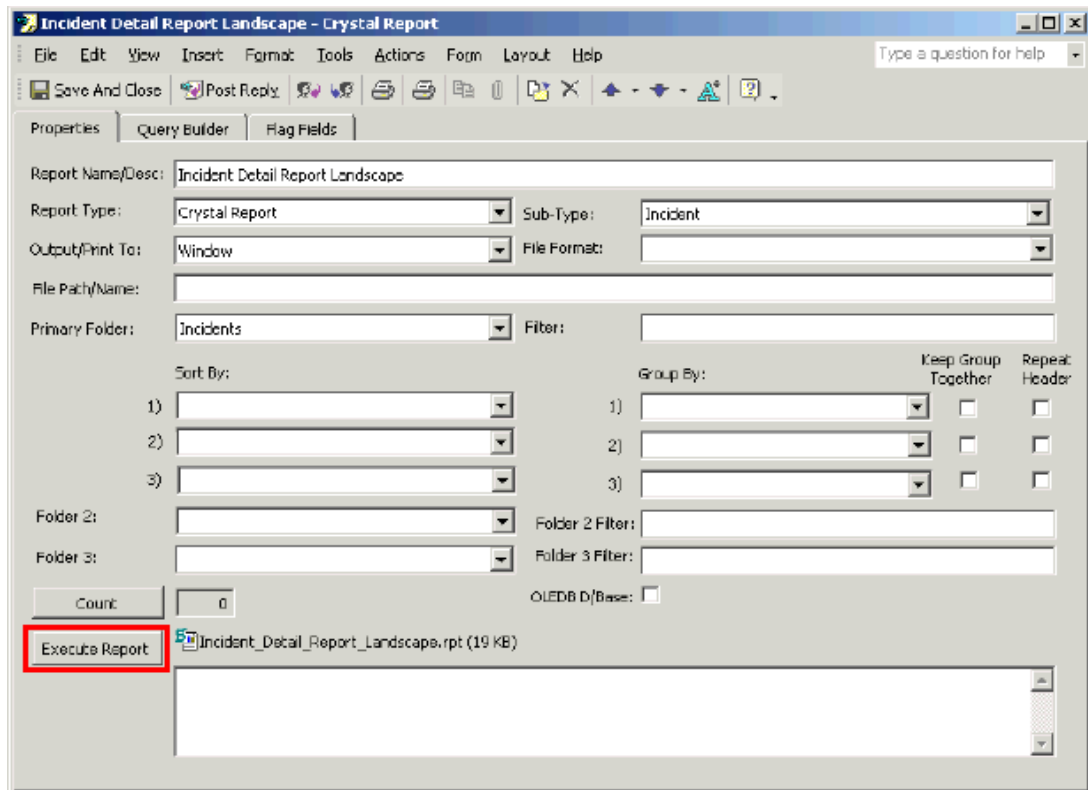 Incident Detail Report Landscape - Crystal Report
File Edit View Insert Format Tools Actions Form Layout Help Type a question for help
Save And Close Post Reply
Properties Query Builder Flag Fields
Report Name/Desc: Incident Detail Report Landscape
Report Type: Crystal Report Sub-Type: Incident
Output/Print To: Window File Format:
File Path/Name:
Primary Folder: Incidents Filter:
Sort By: Group By: Keep Group Together Repeat Header
1) 1)
2) 2)
3) 3)
Folder 2: Folder 2 Filter:
Folder 3: Folder 3 Filter:
Count 0 OLEDB D/Base:
Execute Report Incident_Detail_Report_Landscape.rpt (19 KB)